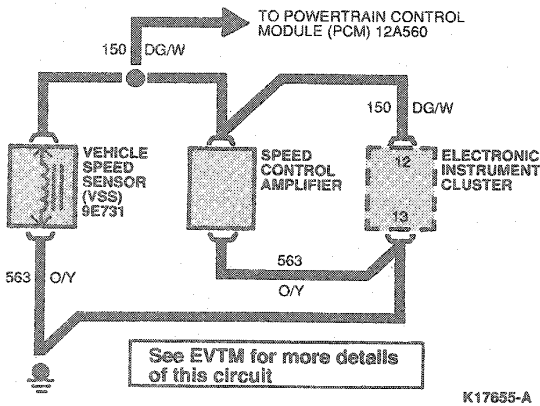 TO POWERTRAIN CONTROL
MODULE (PCM) 12A560
150 DG/W
150 DG/W
VEHICLE
SPEED
SENSOR
(VSS)
9E731
SPEED
CONTROL
AMPLIFIER
12
13
ELECTRONIC
INSTRUMENT
CLUSTER
563 O/Y
563
O/Y
See EVTM for more details
of this circuit
K17655-A